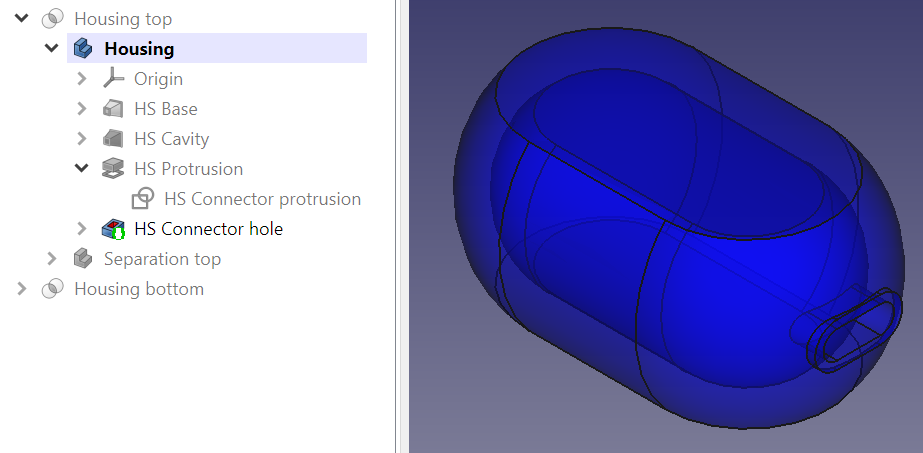 Housing top
Housing
Origin
HS Base
HS Cavity
HS Protrusion
HS Connector protrusion
HS Connector hole
Separation top
Housing bottom